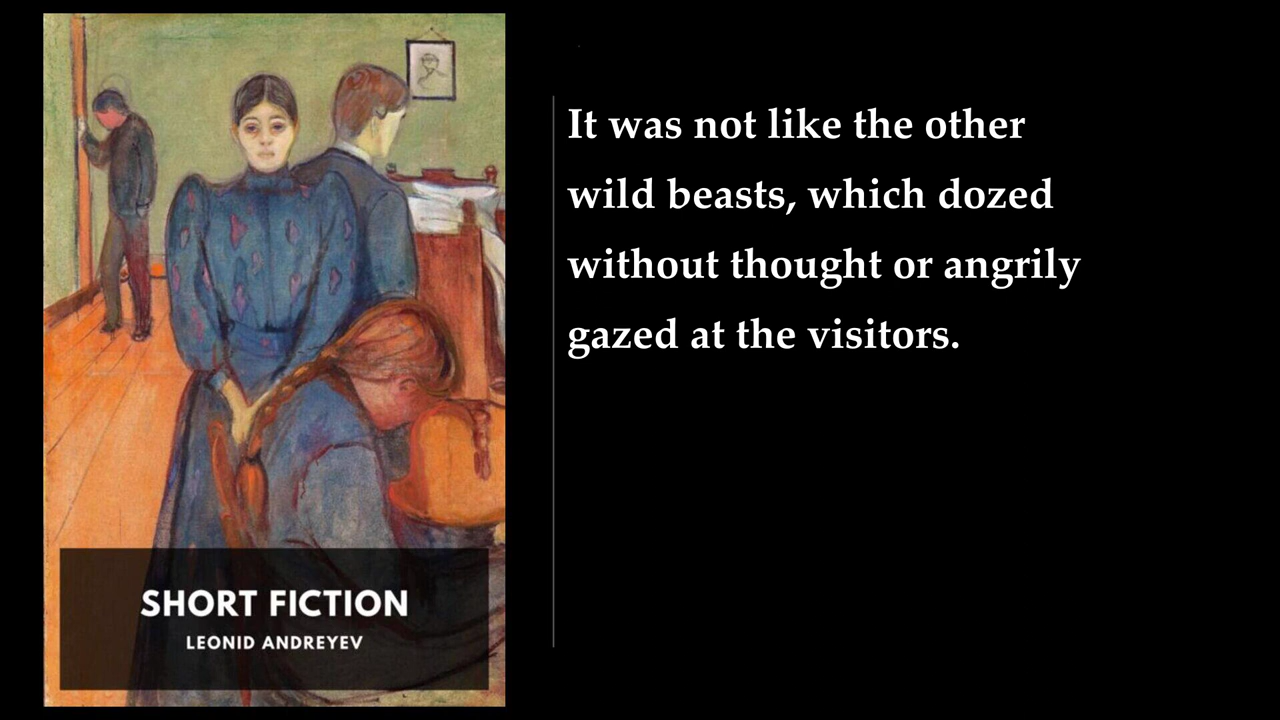 SHORT FICTION
LEONID ANDREYEV
It was not like the other
wild beasts, which dozed
without thought or angrily
gazed at the visitors.